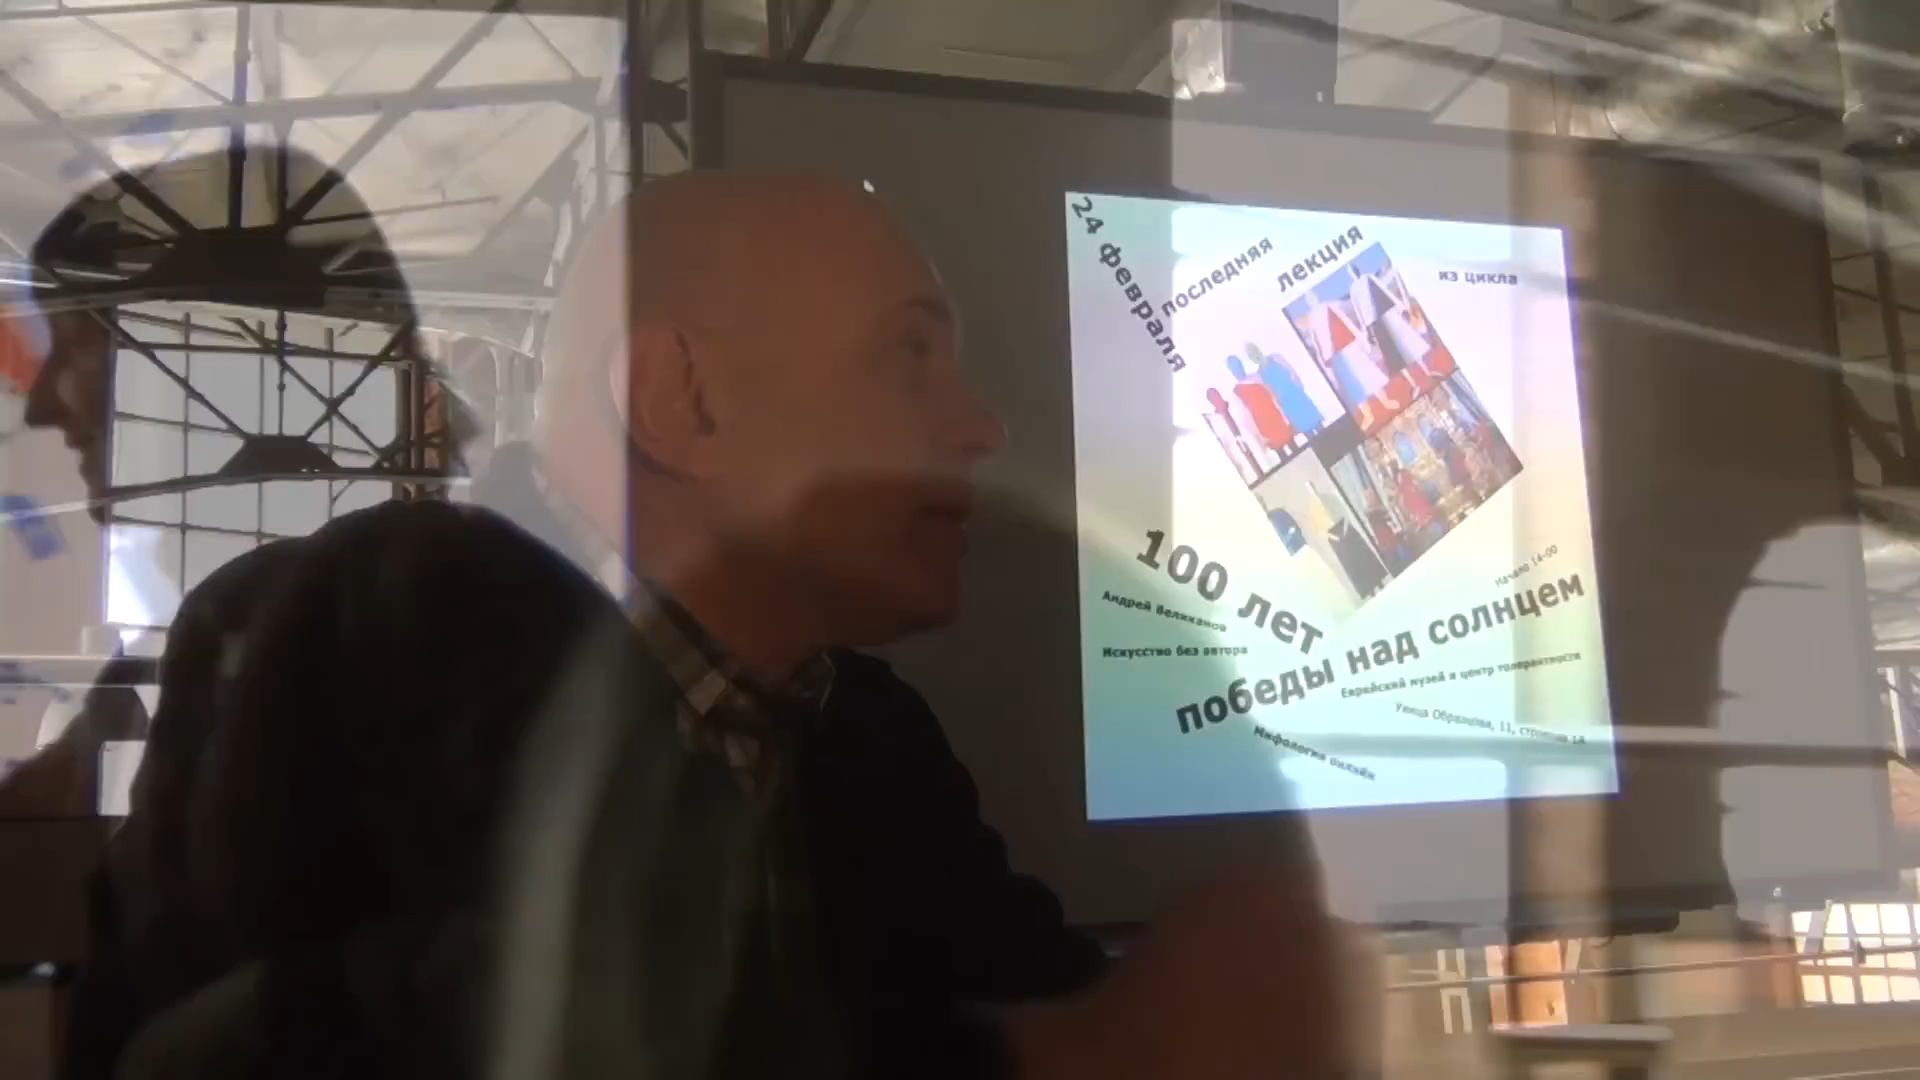 24 февраля
последняя
лекция
из цикла
100 лет
победы над солнцем
Начало 14-00
Андрей Великанов
Искусство без автора
Еврейский музей и центр толерантности
Улица Образцова, 11, строение 1А
Мифология онлайн